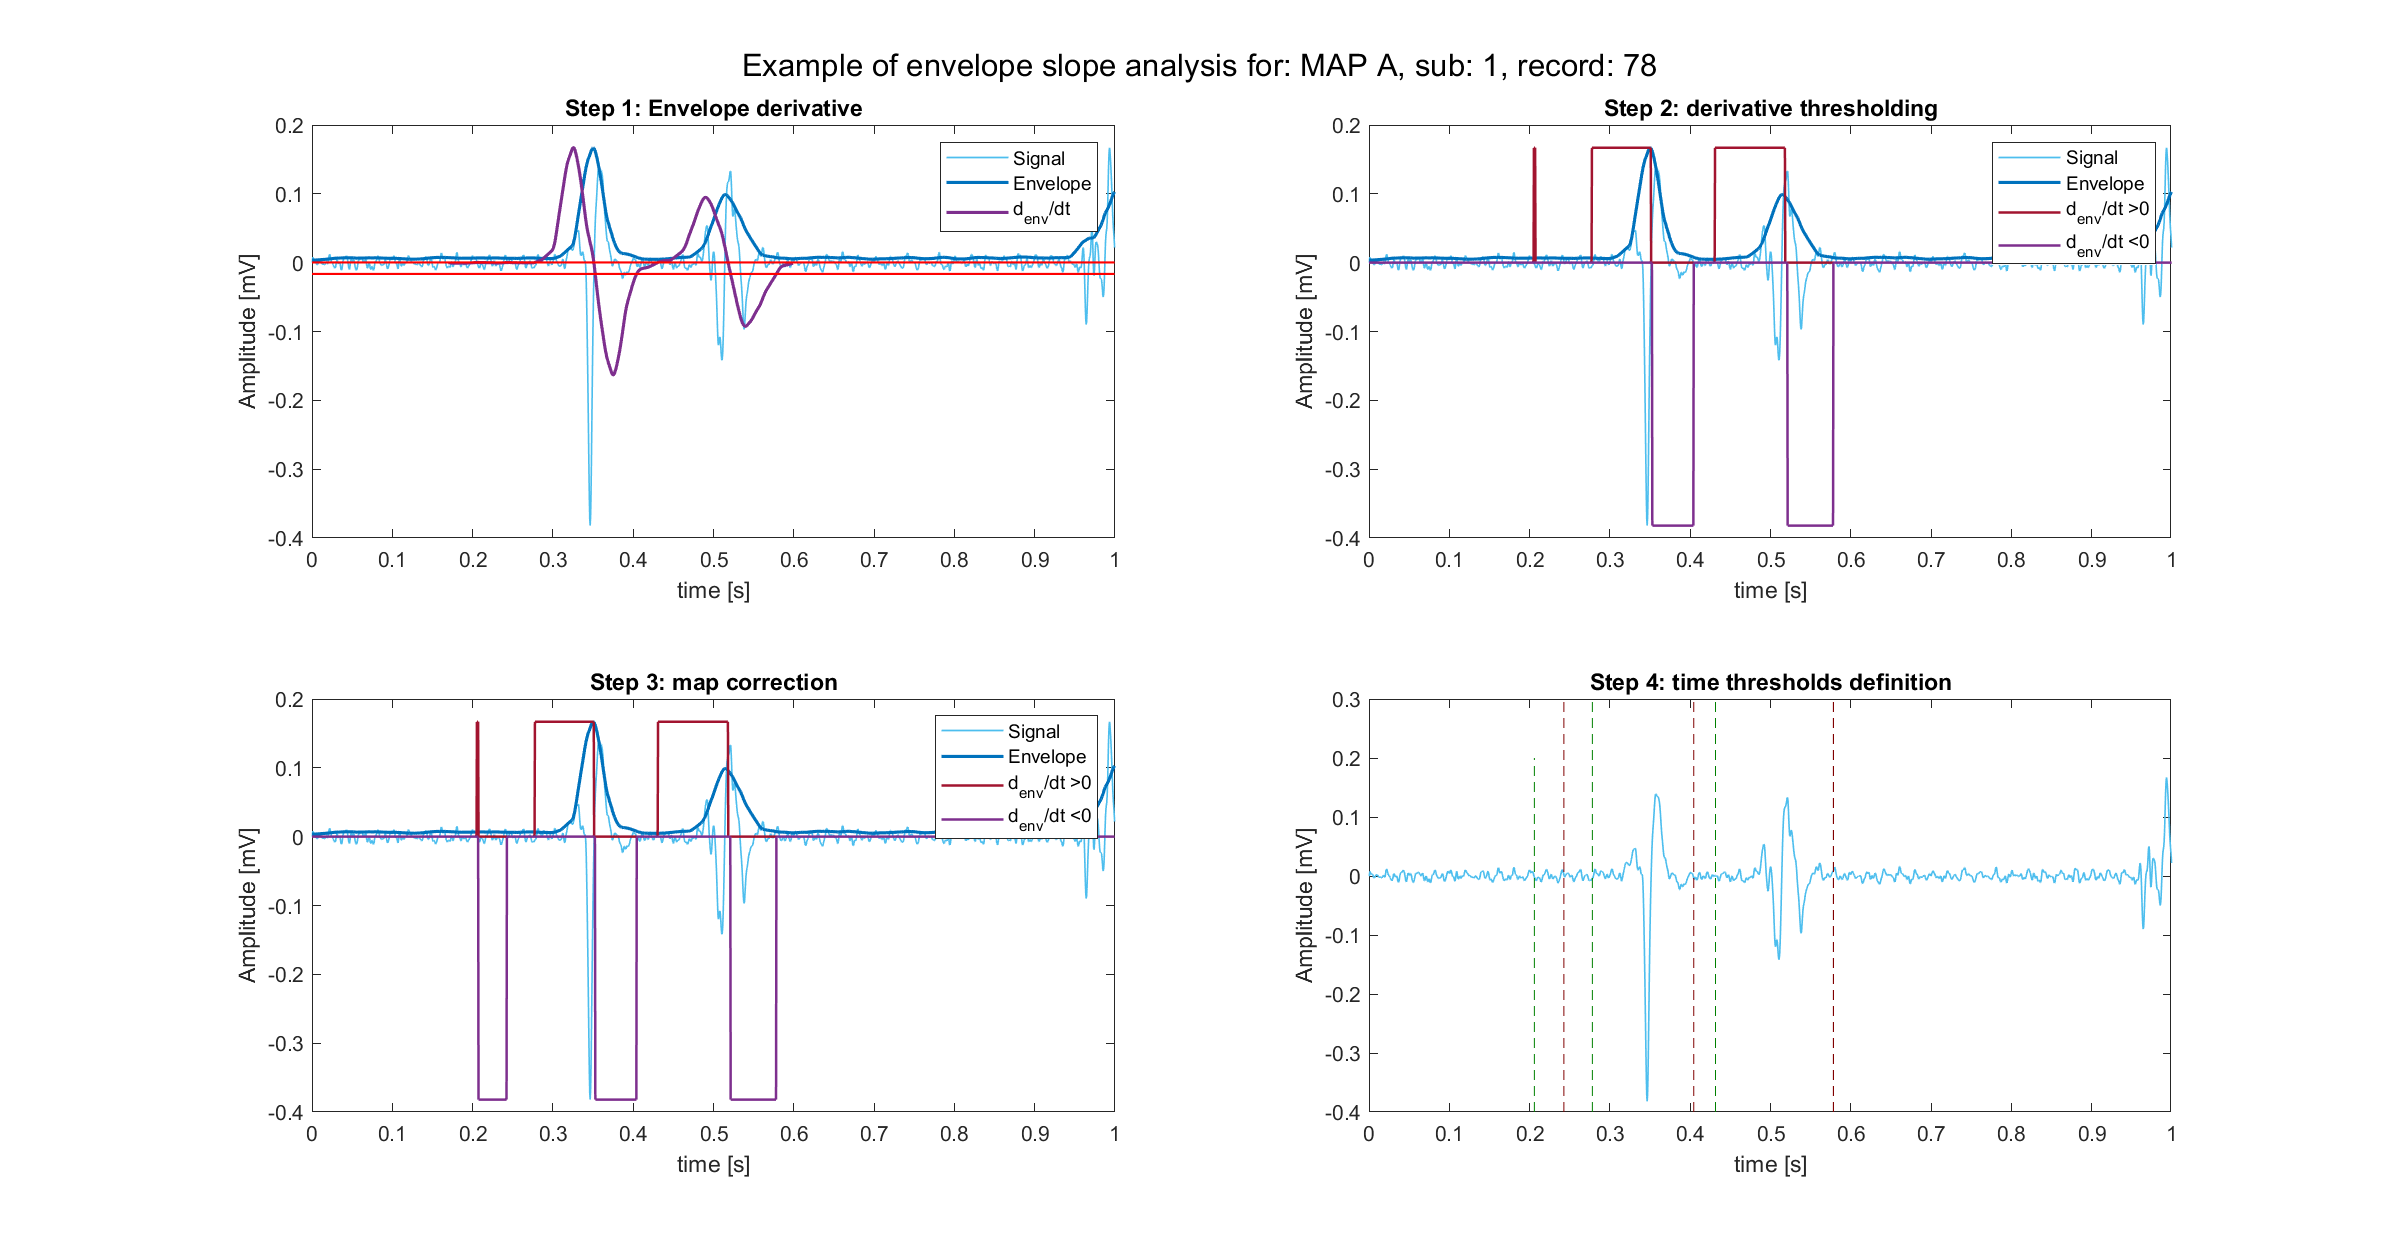 Example of envelope slope analysis for: MAP A, sub: 1, record: 78
Step 1: Envelope derivative
0.2
0.1
0
-0.1
-0.2
-0.3
-0.4
Amplitude [mV]
0 0.1 0.2 0.3 0.4 0.5 0.6 0.7 0.8 0.9 1
time [s]
Signal
Envelope
d_env/dt
Step 2: derivative thresholding
0.2
0.1
0
-0.1
-0.2
-0.3
-0.4
Amplitude [mV]
0 0.1 0.2 0.3 0.4 0.5 0.6 0.7 0.8 0.9 1
time [s]
Signal
Envelope
d_env/dt >0
d_env/dt <0
Step 3: map correction
0.2
0.1
0
-0.1
-0.2
-0.3
-0.4
Amplitude [mV]
0 0.1 0.2 0.3 0.4 0.5 0.6 0.7 0.8 0.9 1
time [s]
Signal
Envelope
d_env/dt >0
d_env/dt <0
Step 4: time thresholds definition
0.3
0.2
0.1
0
-0.1
-0.2
-0.3
-0.4
Amplitude [mV]
0 0.1 0.2 0.3 0.4 0.5 0.6 0.7 0.8 0.9 1
time [s]